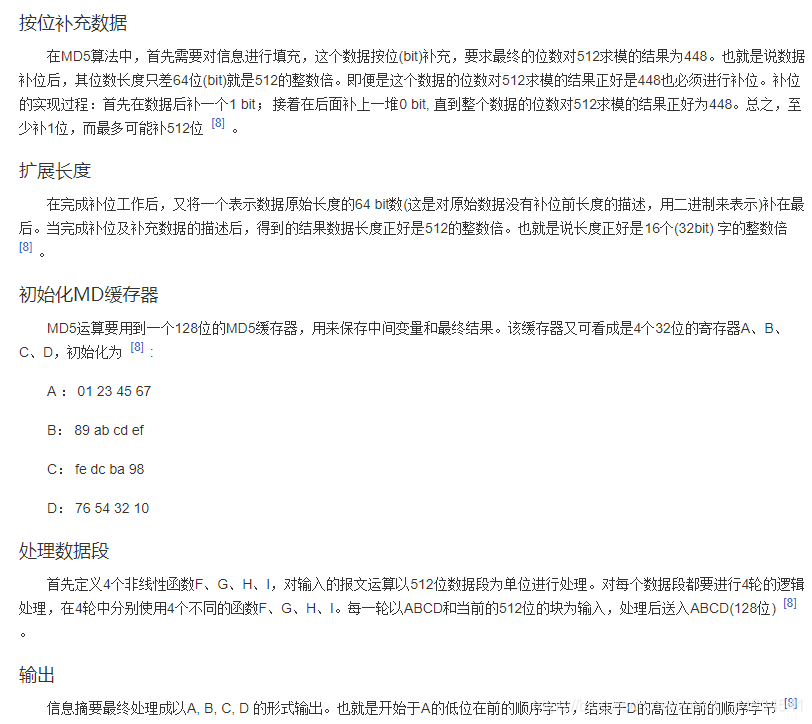 按位补充数据
在MD5算法中，首先需要对信息进行填充，这个数据按位(bit)补充，要求最终的位数对512求模的结果为448。也就是说数据
补位后，其位数长度只差64位(bit)就是512的整数倍。即便是这个数据的位数对512求模的结果正好是448也必须进行补位。补位
的实现过程：首先在数据后补一个1 bit； 接着在后面补上一堆0 bit, 直到整个数据的位数对512求模的结果正好为448。总之，至
少补1位，而最多可能补512位 [8] 。
扩展长度
在完成补位工作后，又将一个表示数据原始长度的64 bit数(这是对原始数据没有补位前长度的描述，用二进制来表示)补在最
后。当完成补位及补充数据的描述后，得到的结果数据长度正好是512的整数倍。也就是说长度正好是16个(32bit) 字的整数倍
[8] 。
初始化MD缓存器
MD5运算要用到一个128位的MD5缓存器，用来保存中间变量和最终结果。该缓存器又可看成是4个32位的寄存器A、B、
C、D，初始化为 [8] :
A ： 01 23 45 67
B： 89 ab cd ef
C： fe dc ba 98
D： 76 54 32 10
处理数据段
首先定义4个非线性函数F、G、H、I，对输入的报文运算以512位数据段为单位进行处理。对每个数据段都要进行4轮的逻辑
处理，在4轮中分别使用4个不同的函数F、G、H、I。每一轮以ABCD和当前的512位的块为输入，处理后送入ABCD(128位) [8]
。
输出
信息摘要最终处理成以A, B, C, D 的形式输出。也就是开始于A的低位在前的顺序字节，结束于D的高位在前的顺序字节 [8]